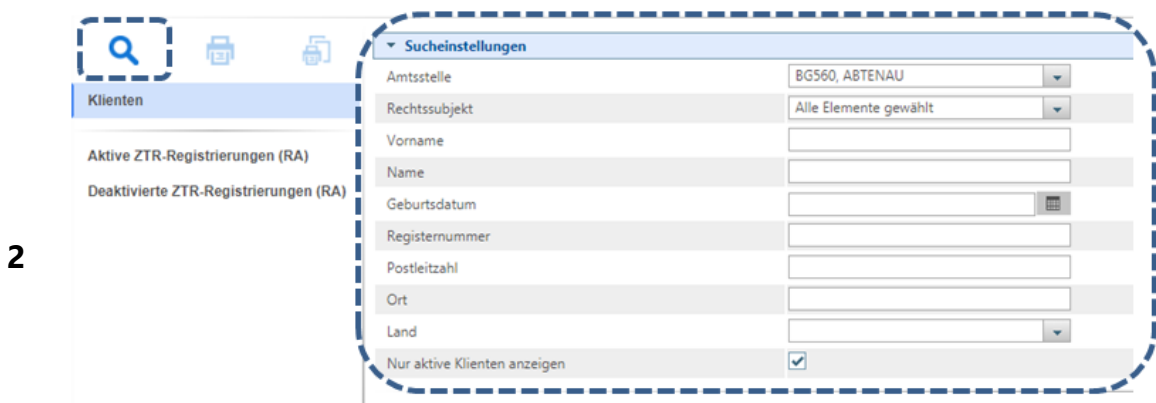 Klienten
Aktive ZTR-Registrierungen (RA)
Deaktivierte ZTR-Registrierungen (RA)
2
Sucheinstellungen
Amtsstelle BG560, ABTENAU
Rechtssubjekt Alle Elemente gewählt
Vorname
Name
Geburtsdatum
Registernummer
Postleitzahl
Ort
Land
Nur aktive Klienten anzeigen